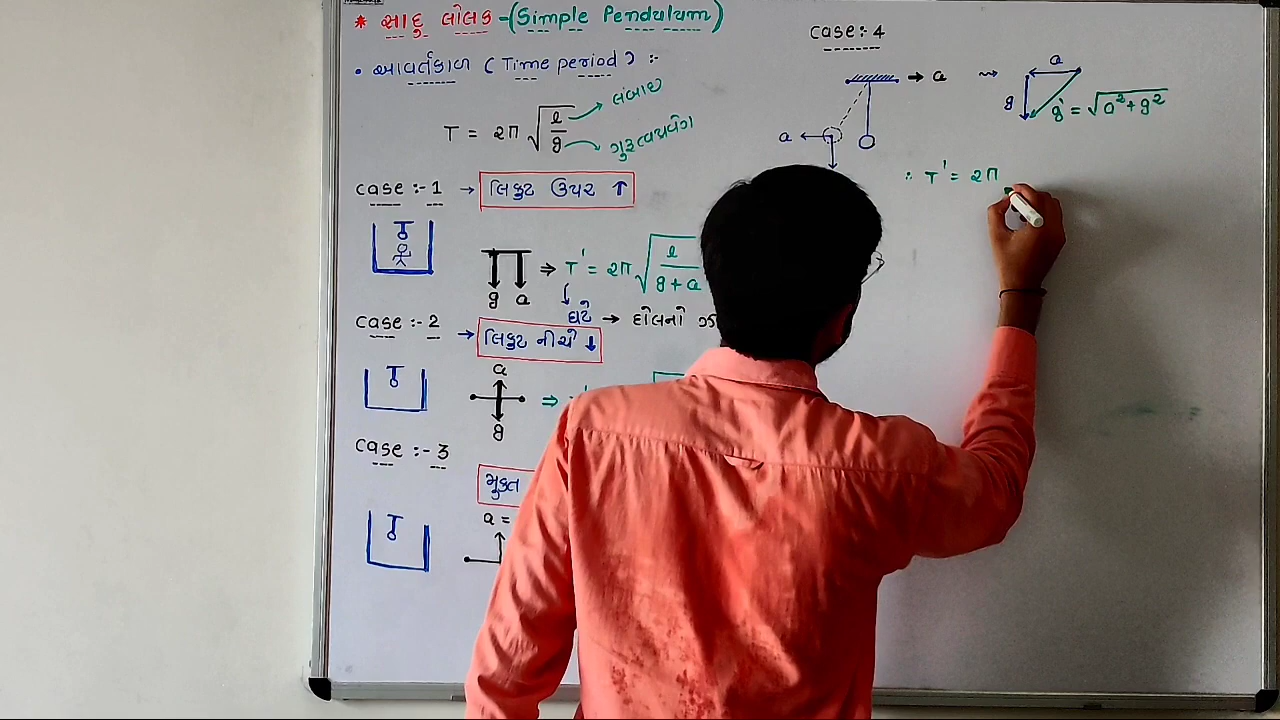 * સાદુ લોલક - (Simple Pendulum)
• આવર્તકાળ (Time period) :-
T = 2π √(l/g)
લંબાઇ
ગુરુત્વપ્રવેગ
case :- 1 → લિફ્ટ ઉપર ↑
g a ⇒ T' = 2π √(l/(g + a))
ઘટે → દોલનો
case :- 2 → લિફ્ટ નીચે ↓
a
g ⇒
case :- 3
મુક્ત
a =
case:- 4
→ a ⇝ a
g g' = √(a² + g²)
a ←
∴ T' = 2π